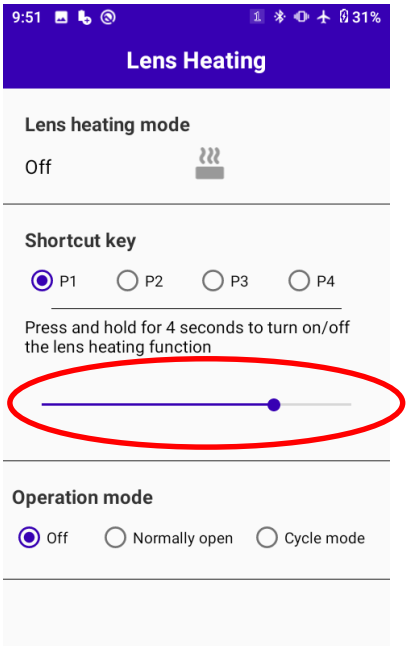 9:51 1 31%
Lens Heating
Lens heating mode
Off
Shortcut key
P1 P2 P3 P4
Press and hold for 4 seconds to turn on/off
the lens heating function
Operation mode
Off Normally open Cycle mode